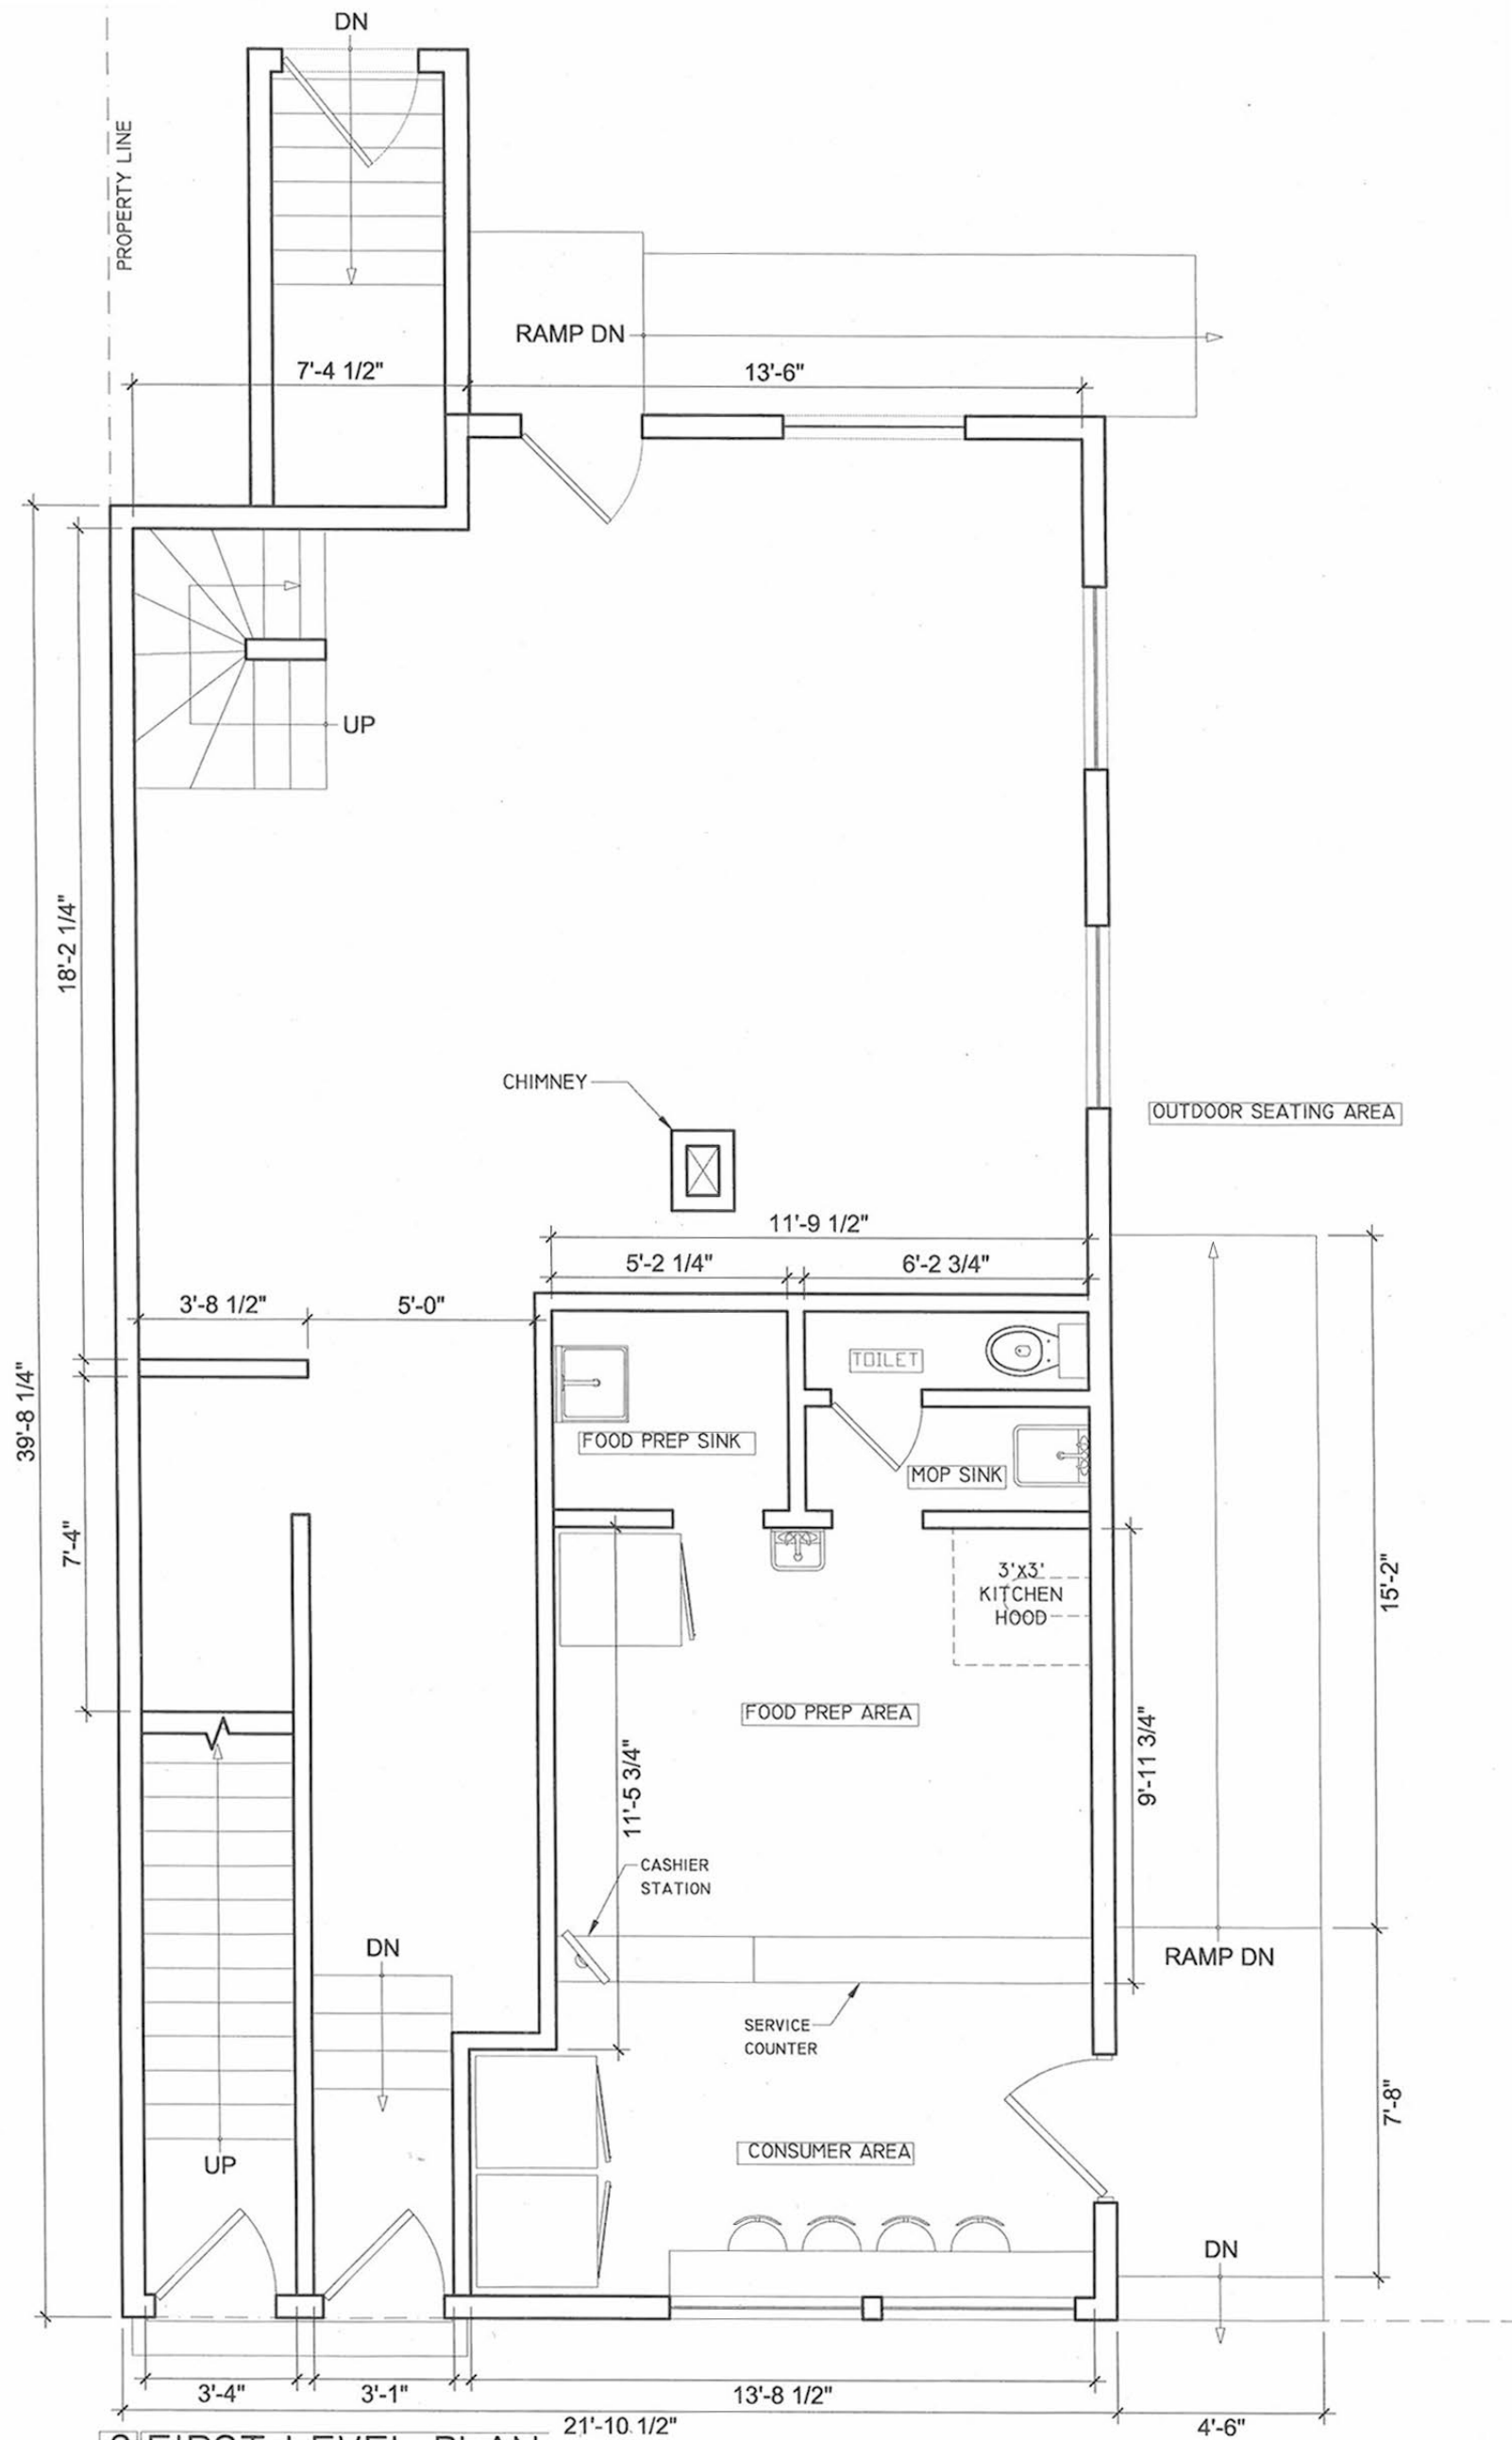 DN
PROPERTY LINE
RAMP DN
7'-4 1/2"
13'-6"
UP
18'-2 1/4"
CHIMNEY
OUTDOOR SEATING AREA
11'-9 1/2"
5'-2 1/4"
6'-2 3/4"
3'-8 1/2"
5'-0"
TOILET
39'-8 1/4"
FOOD PREP SINK
MOP SINK
7'-4"
3'x3'
KITCHEN
HOOD
15'-2"
FOOD PREP AREA
9'-11 3/4"
11'-5 3/4"
CASHIER
STATION
DN
RAMP DN
SERVICE
COUNTER
7'-8"
CONSUMER AREA
UP
DN
3'-4"
3'-1"
13'-8 1/2"
21'-10 1/2"
4'-6"
FIRST LEVEL PLAN